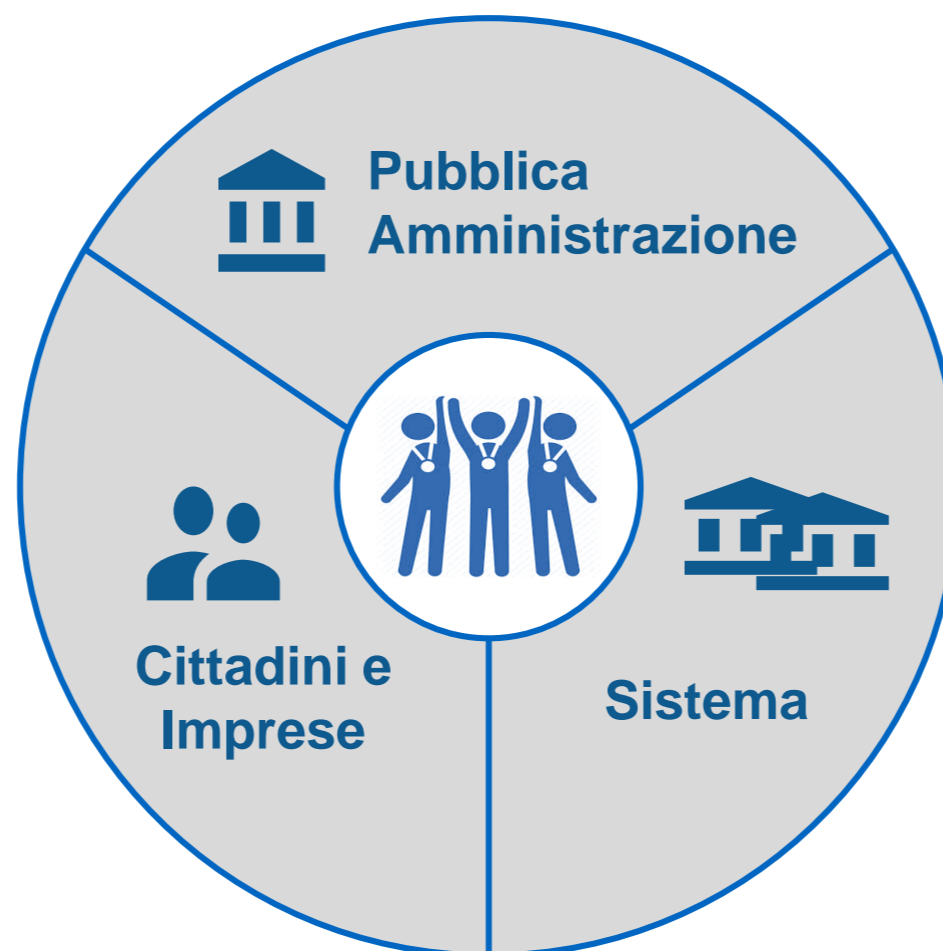 Pubblica
Amministrazione
Cittadini e
Imprese
Sistema